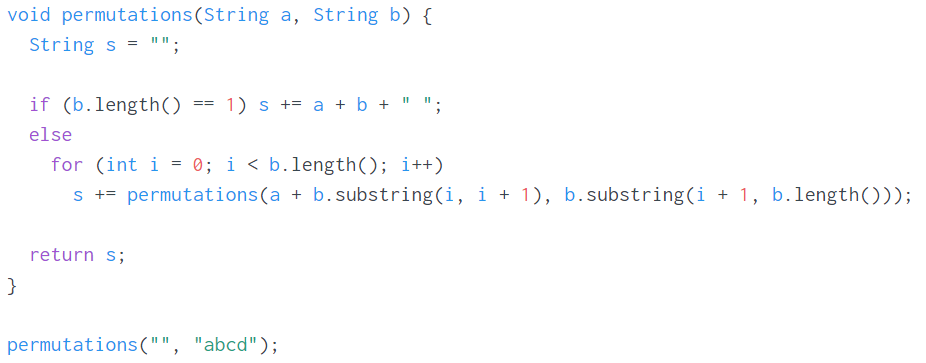 void permutations(String a, String b) {
  String s = "";

  if (b.length() == 1) s += a + b + " ";
  else
    for (int i = 0; i < b.length(); i++)
      s += permutations(a + b.substring(i, i + 1), b.substring(i + 1, b.length()));

  return s;
}

permutations("", "abcd");